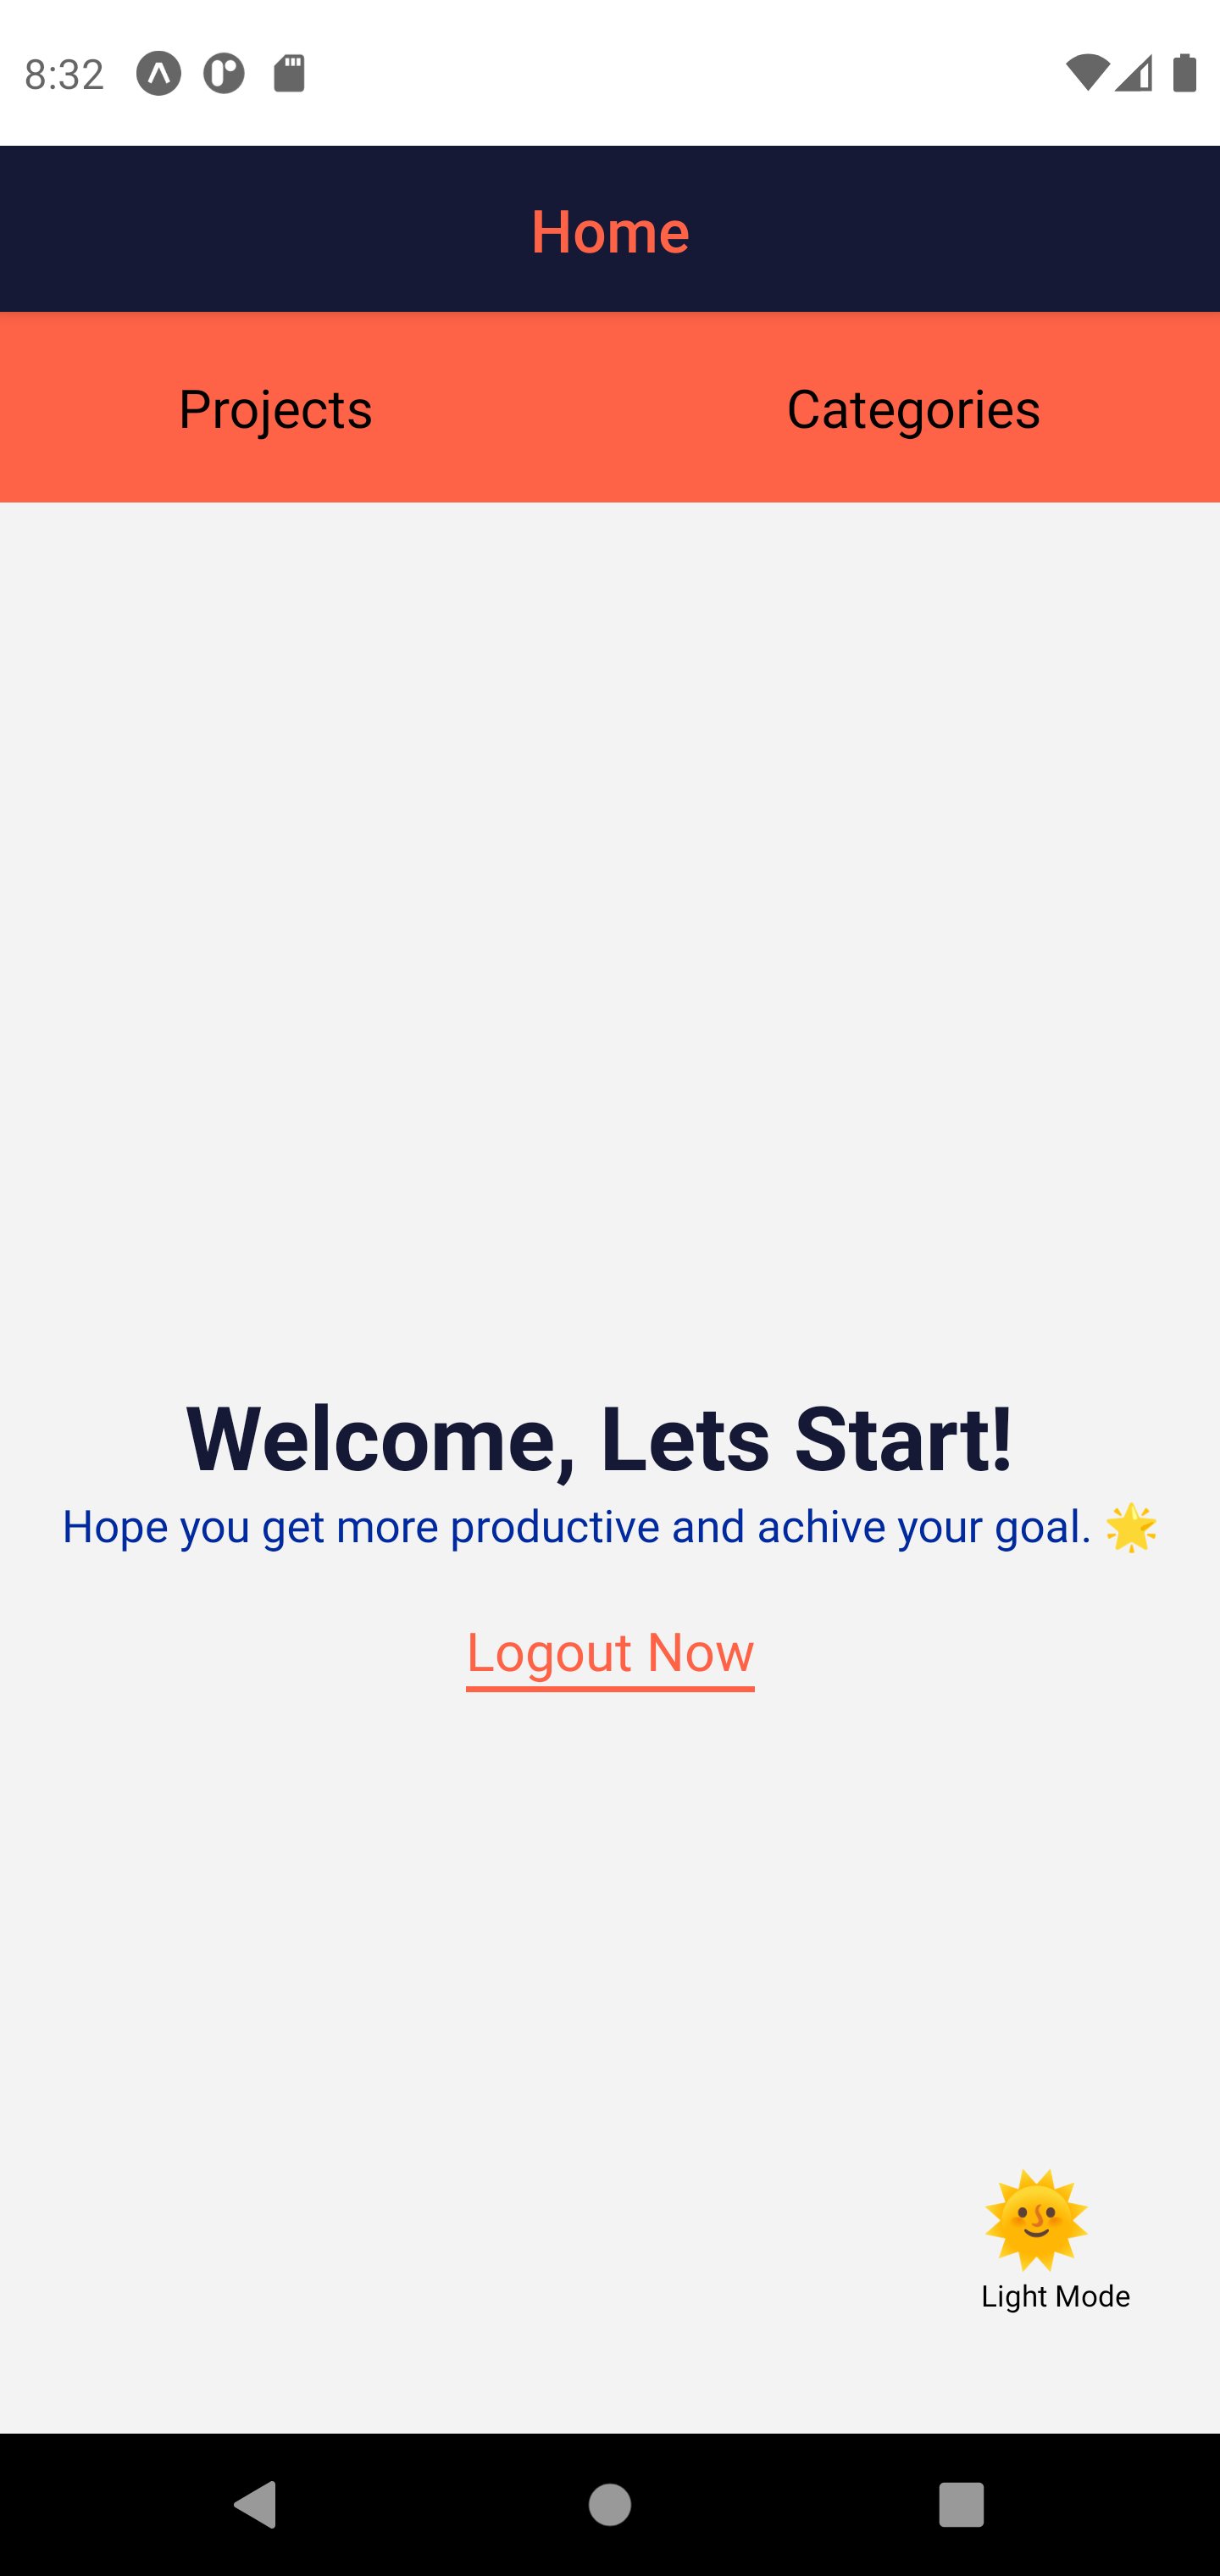 8:32
Home
Projects Categories
Welcome, Lets Start!
Hope you get more productive and achive your goal. 🌟
Logout Now
Light Mode